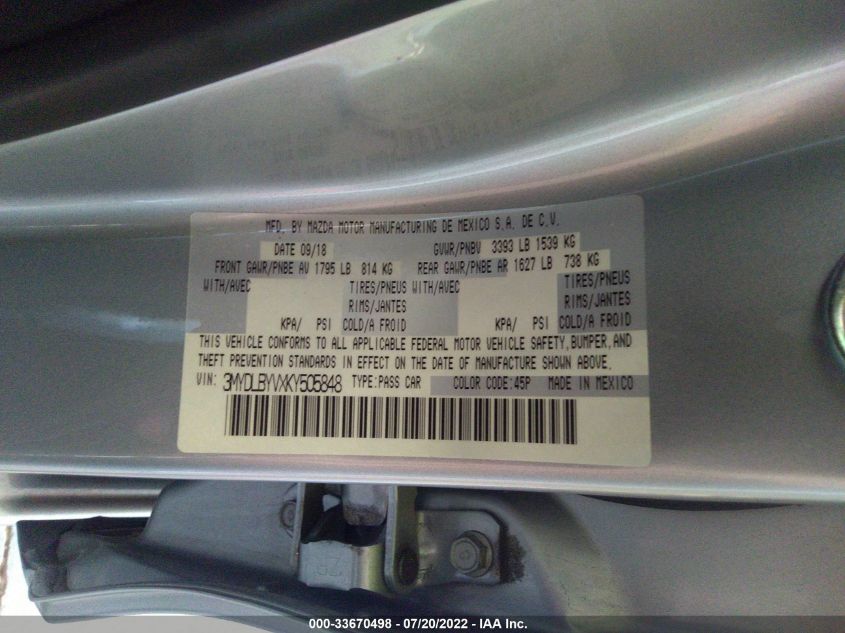 MFD. BY MAZDA MOTOR MANUFACTURING DE MEXICO S.A. DE C.V.
DATE 09/18 GVWR/PNBV 3393 LB 1539 KG
FRONT GAWR/PNBE AV 1795 LB 814 KG REAR GAWR/PNBE AR 1627 LB 738 KG
WITH/AVEC TIRES/PNEUS WITH/AVEC TIRES/PNEUS
RIMS/JANTES RIMS/JANTES
KPA/ PSI COLD/A FROID KPA/ PSI COLD/A FROID
THIS VEHICLE CONFORMS TO ALL APPLICABLE FEDERAL MOTOR VEHICLE SAFETY, BUMPER, AND
THEFT PREVENTION STANDARDS IN EFFECT ON THE DATE OF MANUFACTURE SHOWN ABOVE.
VIN: 3MYDLBYVXKY505848 TYPE:PASS CAR COLOR CODE:45P MADE IN MEXICO
000-33670498 - 07/20/2022 - IAA Inc.